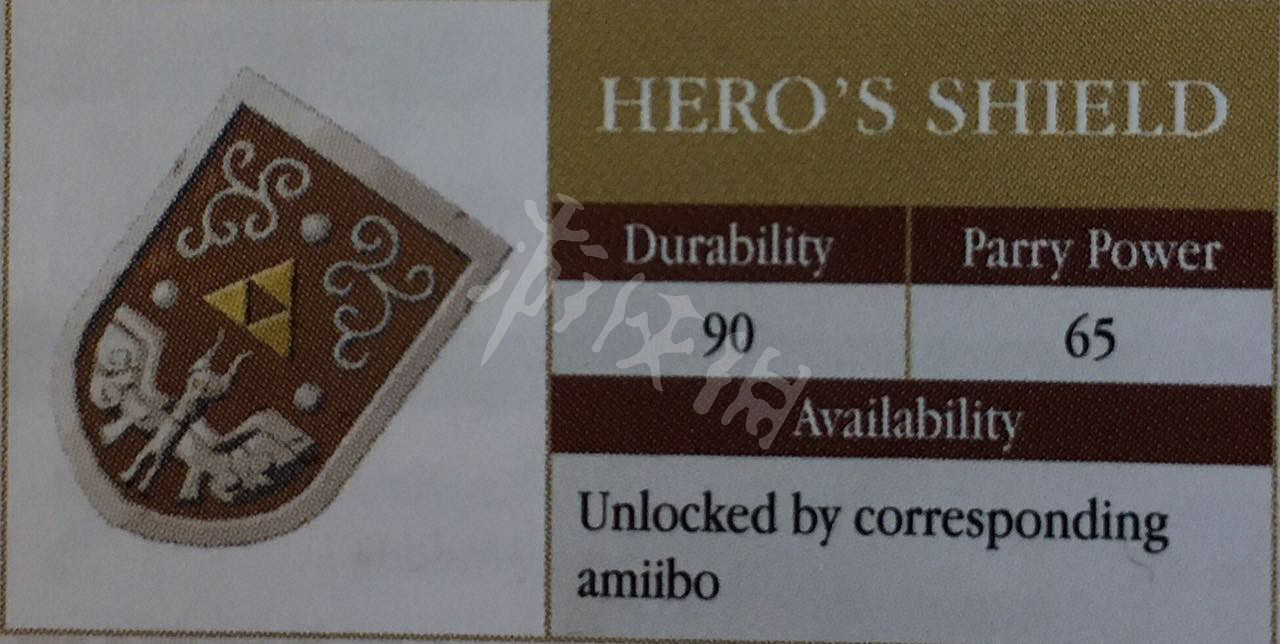 HERO'S SHIELD
Durability
Parry Power
90
65
Availability
Unlocked by corresponding
amiibo